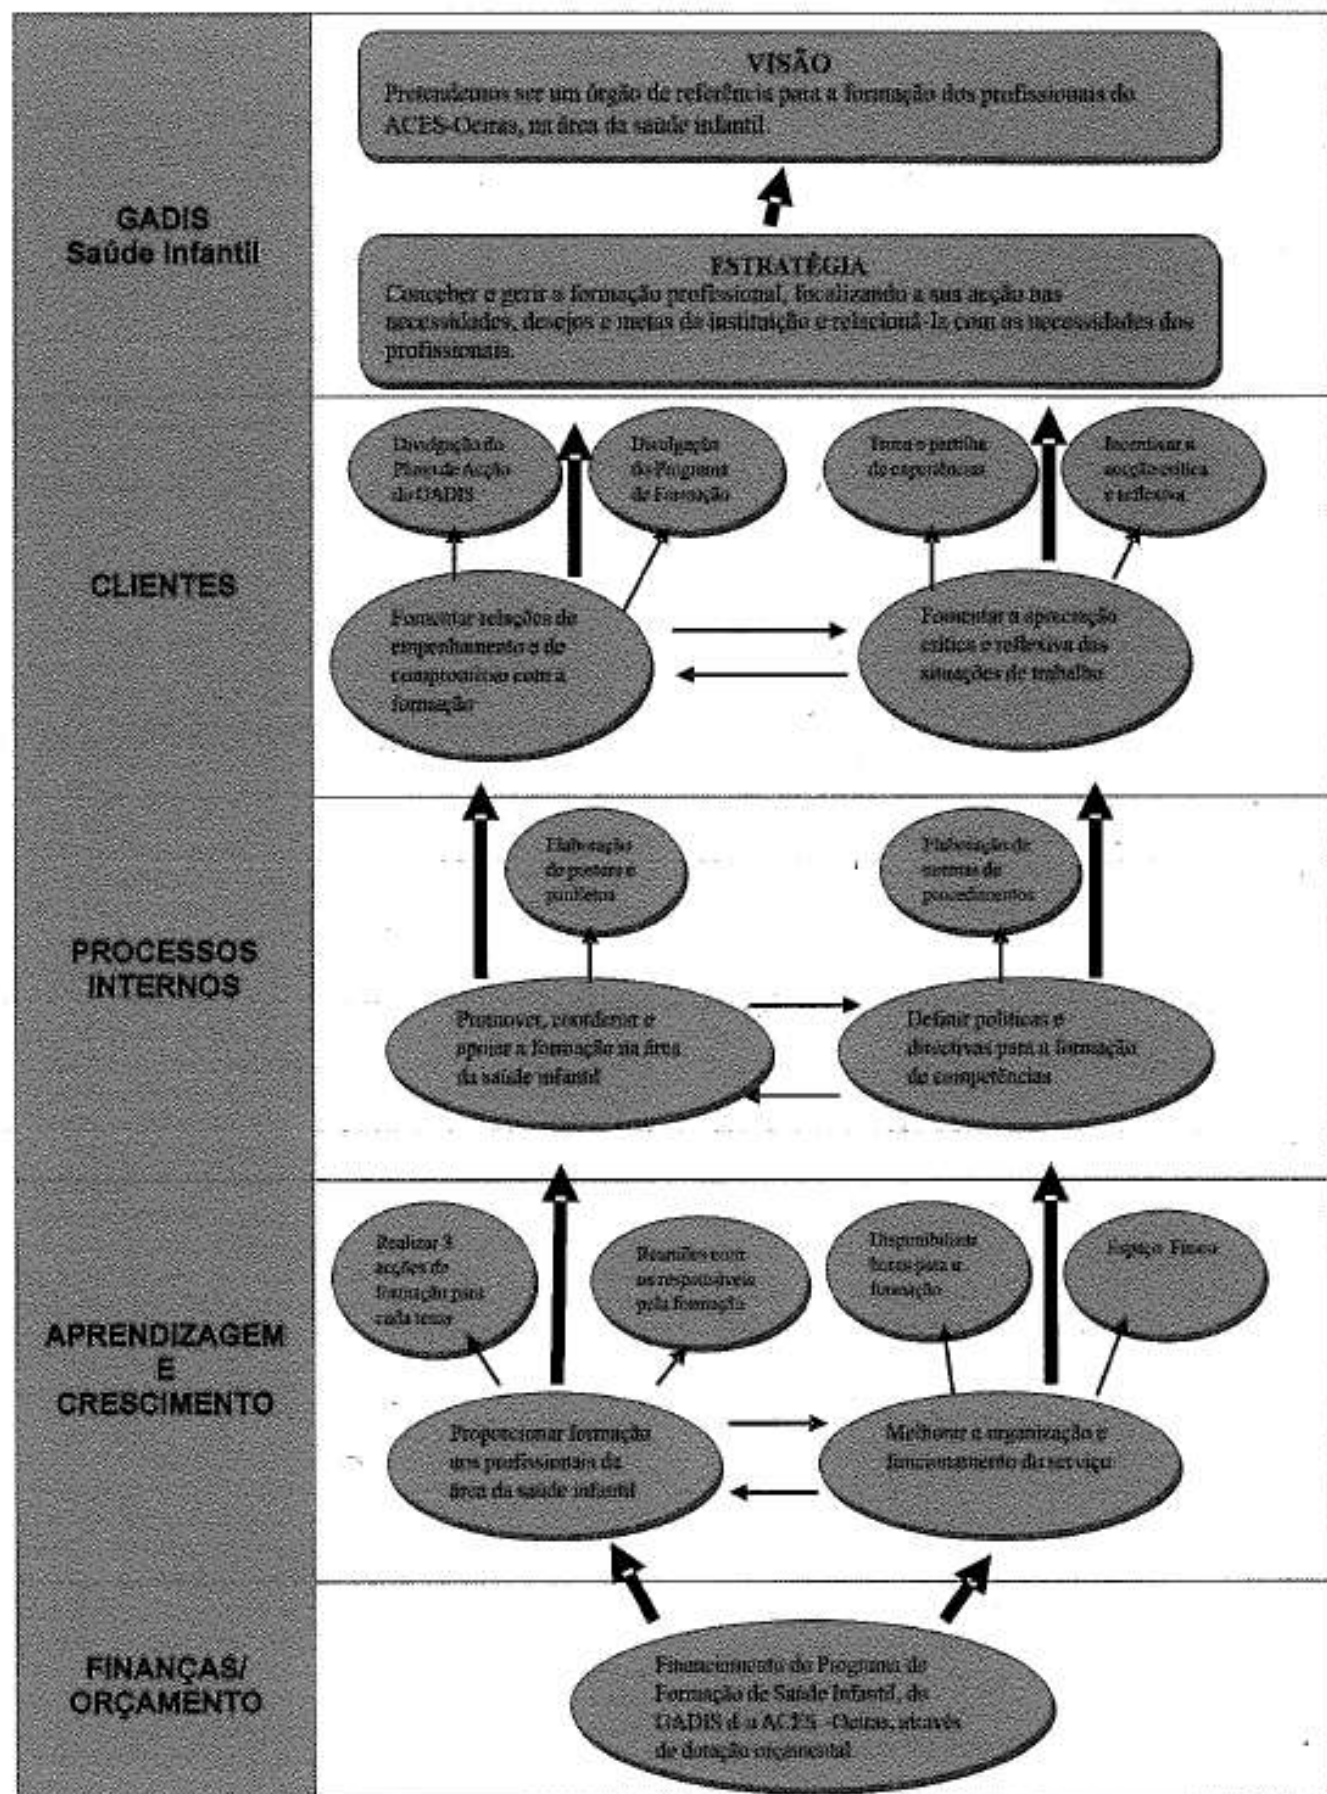 GADIS
Saúde Infantil
VISÃO
Pretendemos ser um órgão de referência para a formação dos profissionais do
ACES-Oeiras, na área da saúde infantil.
ESTRATÉGIA
Conceber e gerir a formação profissional, focalizando a sua acção nas
necessidades, desejos e metas da instituição e relacioná-la com as necessidades dos
profissionais.
CLIENTES
Divulgação do
Plano de Acção
do GADIS
Divulgação
do Programa
de Formação
Troca e partilha
de experiências
Incentivar a
acção crítica
e reflexiva
Fomentar relações de
empenhamento e de
compromisso com a
formação
Fomentar a apreciação
crítica e reflexiva das
situações de trabalho
PROCESSOS
INTERNOS
Elaboração
de posters e
panfletos
Elaboração de
normas de
procedimentos
Promover, coordenar e
apoiar a formação na área
da saúde infantil
Definir políticas e
directivas para a formação
de competências
APRENDIZAGEM
E
CRESCIMENTO
Realizar 3
acções de
formação para
cada tema
Reuniões com
os responsáveis
pela formação
Disponibilizar
horas para a
formação
Espaço Físico
Proporcionar formação
aos profissionais da
área da saúde infantil
Melhorar a organização e
funcionamento do serviço
FINANÇAS/
ORÇAMENTO
Financiamento do Programa de
Formação de Saúde Infantil, do
GADIS d a ACES -Oeiras, através
de dotação orçamental